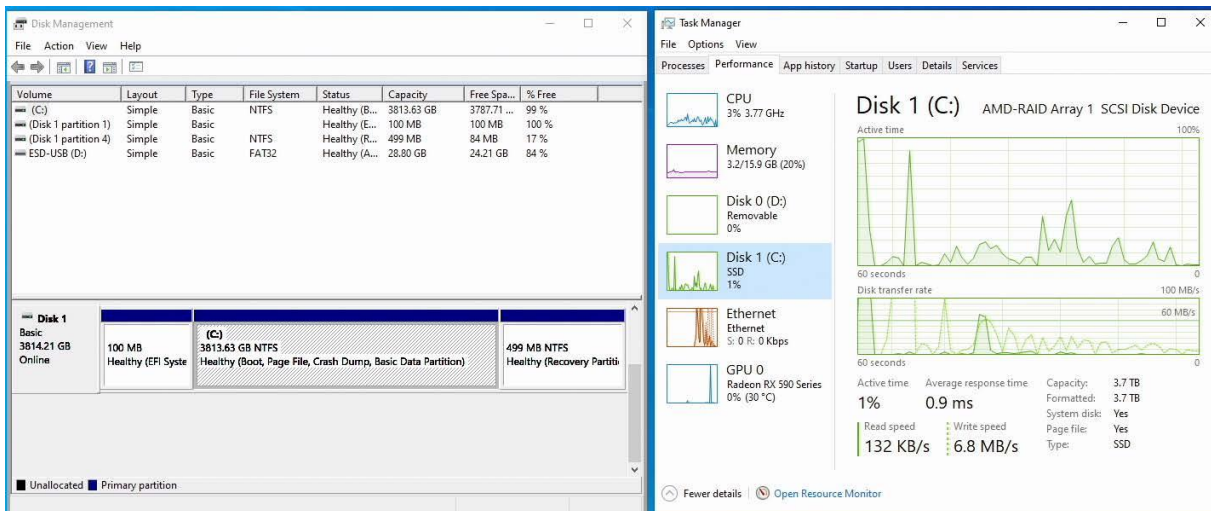 Disk Management
File Action View Help
Volume Layout Type File System Status Capacity Free Spa... % Free
(C:) Simple Basic NTFS Healthy (B... 3813.63 GB 3787.71 ... 99 %
(Disk 1 partition 1) Simple Basic Healthy (E... 100 MB 100 MB 100 %
(Disk 1 partition 4) Simple Basic NTFS Healthy (R... 499 MB 84 MB 17 %
ESD-USB (D:) Simple Basic FAT32 Healthy (A... 28.80 GB 24.21 GB 84 %
Disk 1
Basic
3814.21 GB
Online
100 MB
Healthy (EFI Syste
(C:)
3813.63 GB NTFS
Healthy (Boot, Page File, Crash Dump, Basic Data Partition)
499 MB NTFS
Healthy (Recovery Partiti
Unallocated Primary partition
Task Manager
File Options View
Processes Performance App history Startup Users Details Services
CPU
3% 3.77 GHz
Memory
3.2/15.9 GB (20%)
Disk 0 (D:)
Removable
0%
Disk 1 (C:)
SSD
1%
Ethernet
Ethernet
S: 0 R: 0 Kbps
GPU 0
Radeon RX 590 Series
0% (30 °C)
Disk 1 (C:) AMD-RAID Array 1 SCSI Disk Device
Active time 100%
60 seconds 0
Disk transfer rate 100 MB/s
60 MB/s
60 seconds 0
Active time Average response time
1% 0.9 ms
Read speed Write speed
132 KB/s 6.8 MB/s
Capacity: 3.7 TB
Formatted: 3.7 TB
System disk: Yes
Page file: Yes
Type: SSD
Fewer details Open Resource Monitor